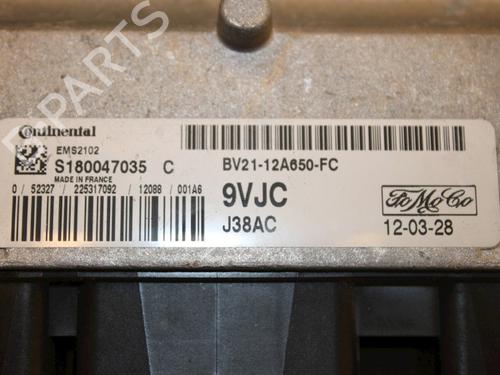 B-PARTS
Continental
EMS2102
S180047035 C
MADE IN FRANCE
0 / 52327 / 225317092 / 12088 / 001A6
BV21-12A650-FC
9VJC
J38AC
FoMoCo
12-03-28